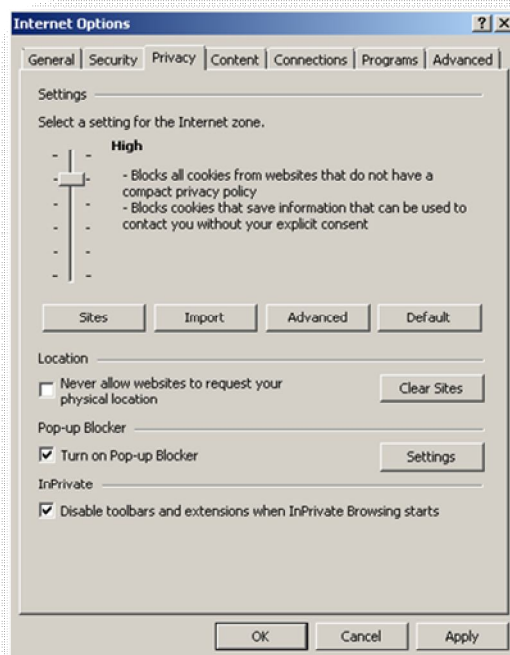 Internet Options
General Security Privacy Content Connections Programs Advanced
Settings
Select a setting for the Internet zone.
High
- Blocks all cookies from websites that do not have a
compact privacy policy
- Blocks cookies that save information that can be used to
contact you without your explicit consent
Sites Import Advanced Default
Location
Never allow websites to request your
physical location
Clear Sites
Pop-up Blocker
Turn on Pop-up Blocker
Settings
InPrivate
Disable toolbars and extensions when InPrivate Browsing starts
OK Cancel Apply